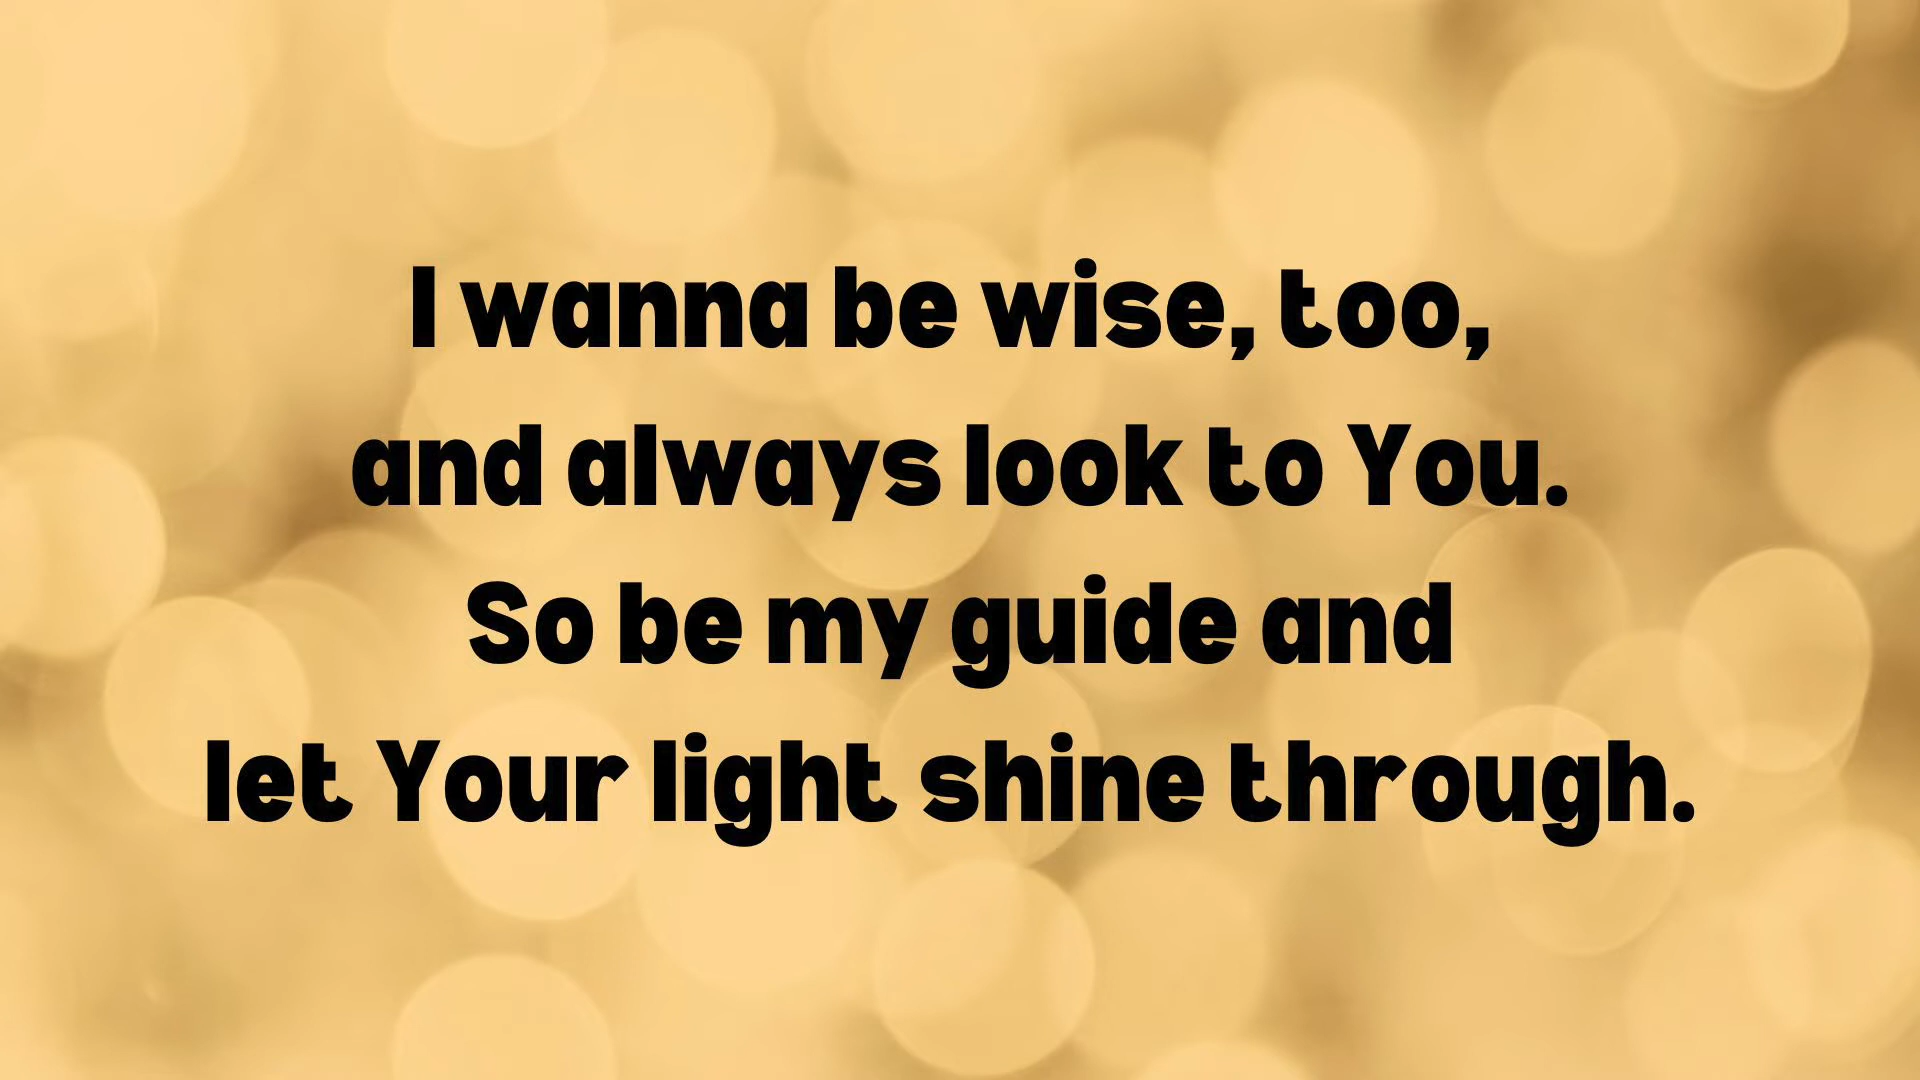 I wanna be wise, too,
and always look to You.
So be my guide and
let Your light shine through.